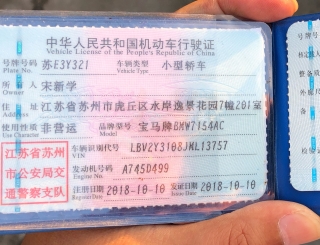 中华人民共和国机动车行驶证
Vehicle License of the People's Republic of China
号牌号码 苏E3Y321 车辆类型 小型轿车
Plate No. Vehicle Type
所有人 宋新学
Owner
住址 江苏省苏州市虎丘区水岸逸景花园7幢201室
Address
使用性质 非营运 品牌型号 宝马牌BMW7154AC
Use Character Model
江苏省苏州 车辆识别代号 LBV2Y3108JML13757
VIN
市公安局交 发动机号码 A745D499
Engine No.
通警察支队 注册日期 2018-10-10 发证日期 2018-10-10
Register Date Issue Date
号牌号